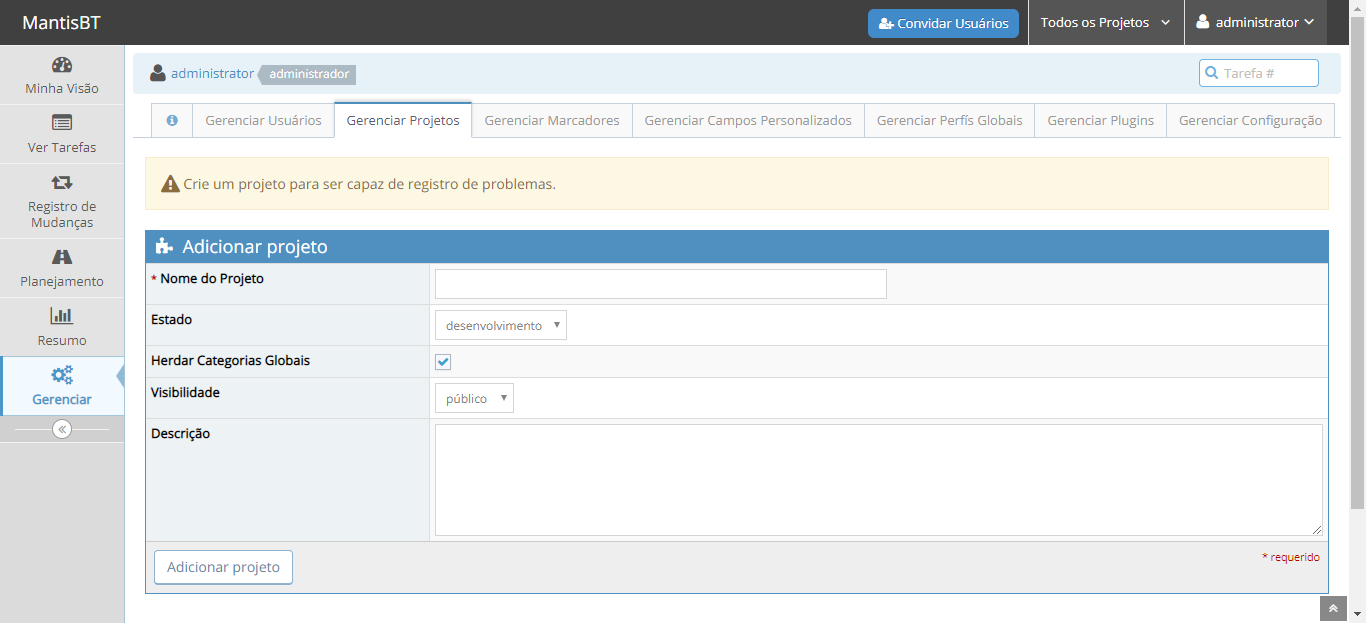 MantisBT
Convidar Usuários
Todos os Projetos
administrator
Minha Visão
Ver Tarefas
Registro de
Mudanças
Planejamento
Resumo
Gerenciar
administrator administrador
Tarefa #
Gerenciar Usuários
Gerenciar Projetos
Gerenciar Marcadores
Gerenciar Campos Personalizados
Gerenciar Perfís Globais
Gerenciar Plugins
Gerenciar Configuração
Crie um projeto para ser capaz de registro de problemas.
Adicionar projeto
* Nome do Projeto
Estado
desenvolvimento
Herdar Categorias Globais
Visibilidade
público
Descrição
Adicionar projeto
* requerido